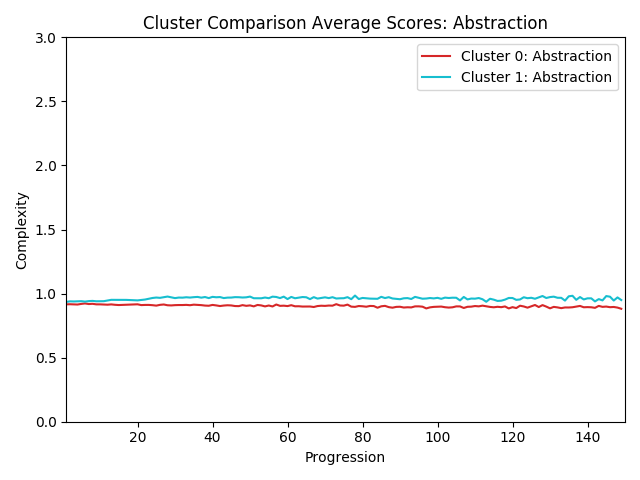 Cluster Comparison Average Scores: Abstraction
Cluster 0: Abstraction
Cluster 1: Abstraction
Complexity
3.0
2.5
2.0
1.5
1.0
0.5
0.0
20 40 60 80 100 120 140
Progression